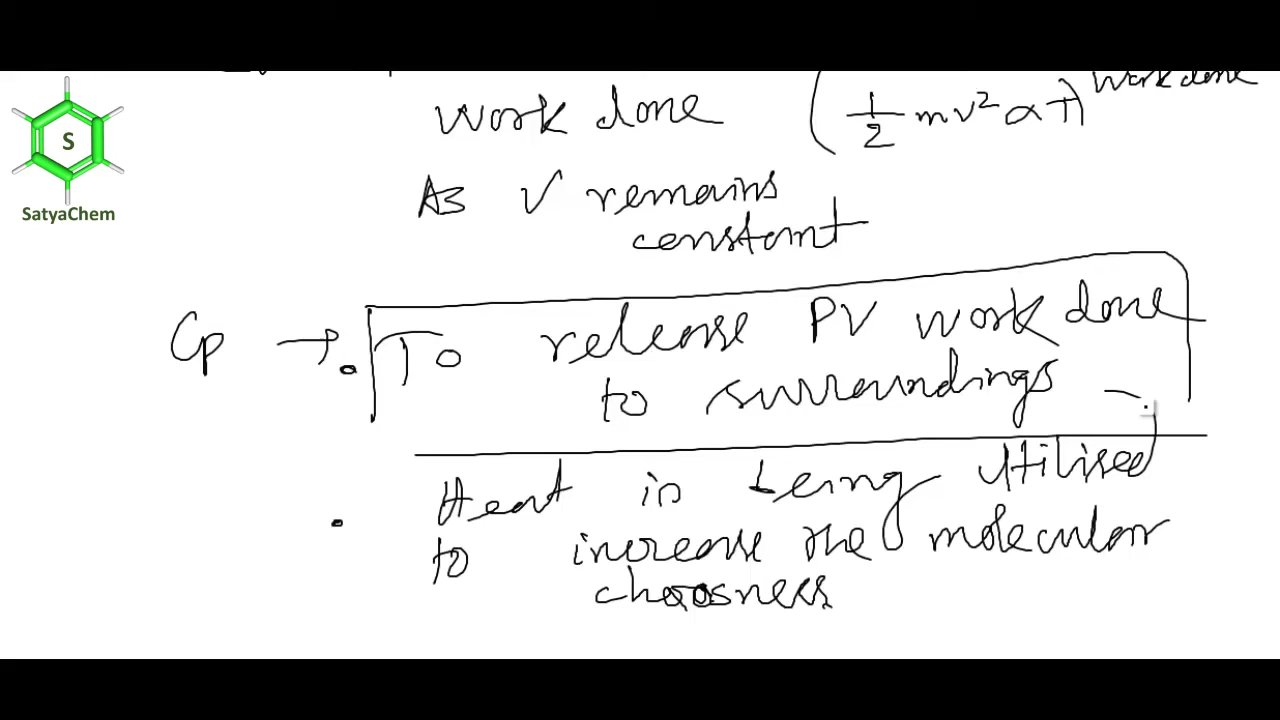 work done
work done (1/2 mv² α T)
As V remains
constant
S
SatyaChem
Cp → . To release PV work done
to surroundings
. Heat is being utilised
to increase the molecular
choosness